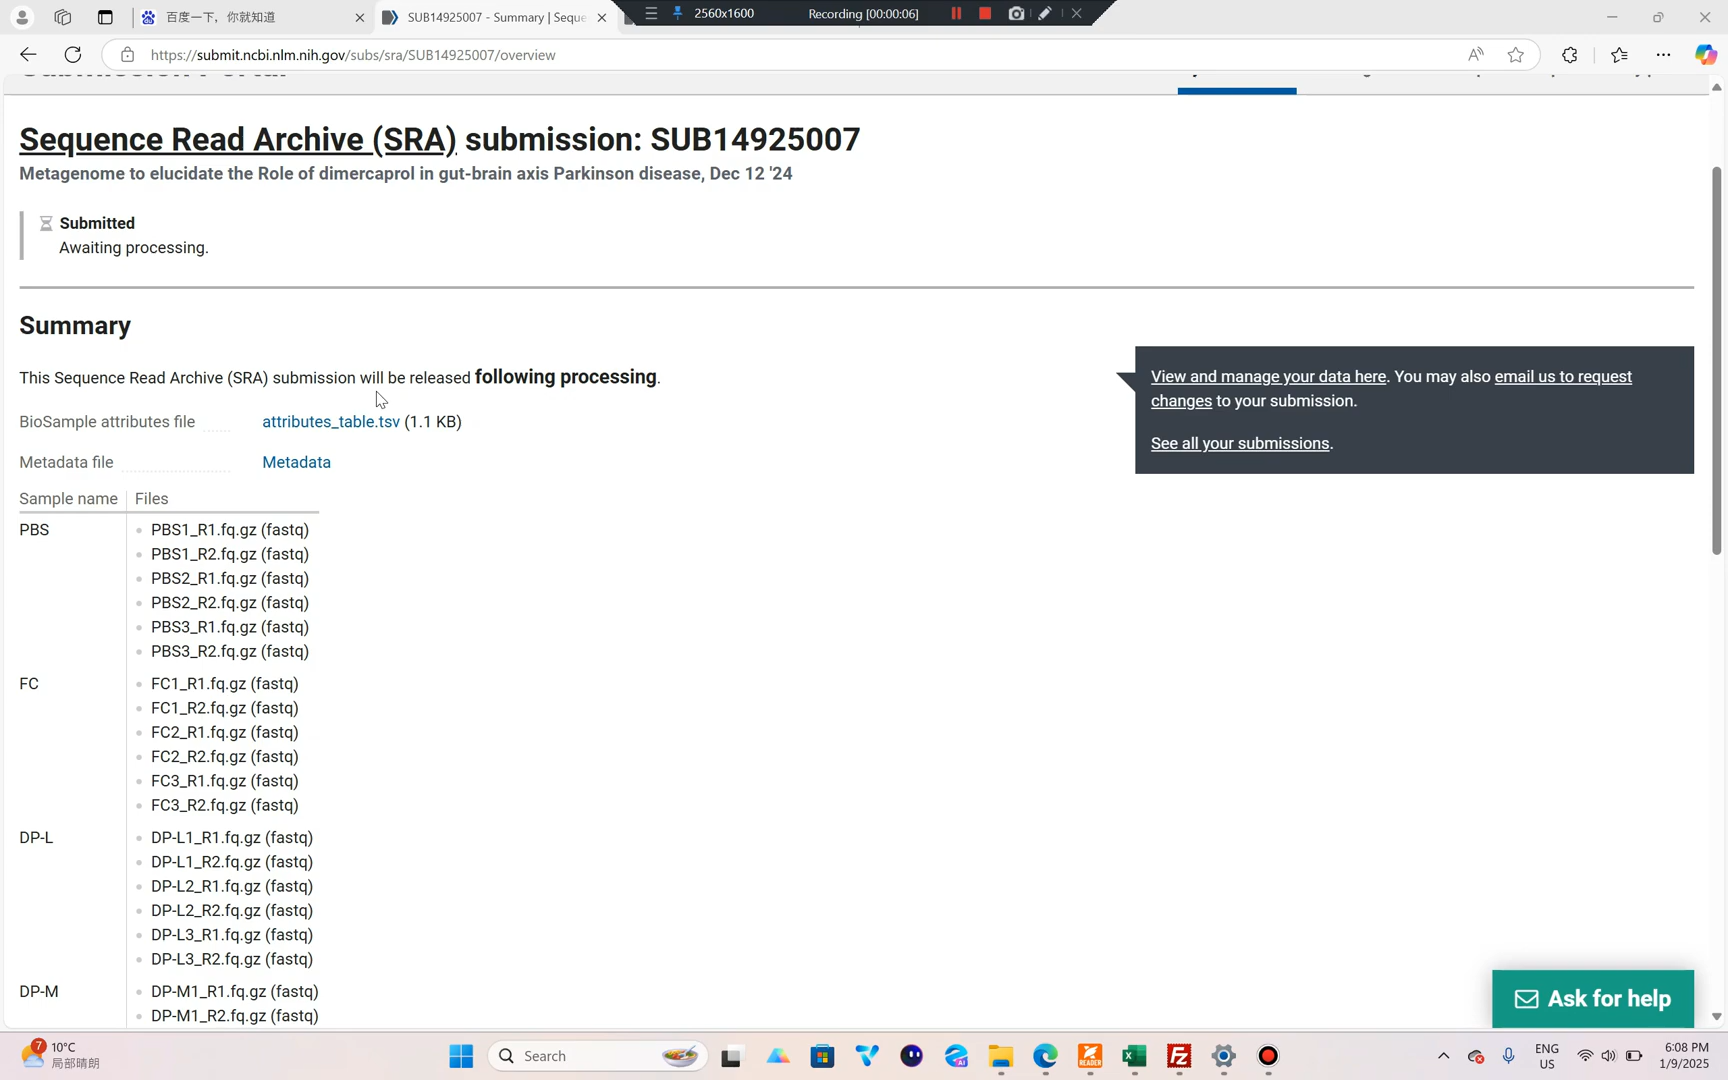 百度一下，你就知道
SUB14925007 - Summary | Seque
2560x1600
Recording [00:00:06]
https://submit.ncbi.nlm.nih.gov/subs/sra/SUB14925007/overview
Sequence Read Archive (SRA) submission: SUB14925007
Metagenome to elucidate the Role of dimercaprol in gut-brain axis Parkinson disease, Dec 12 '24
Submitted
Awaiting processing.
Summary
This Sequence Read Archive (SRA) submission will be released following processing.
View and manage your data here. You may also email us to request
changes to your submission.
See all your submissions.
BioSample attributes file attributes_table.tsv (1.1 KB)
Metadata file Metadata
Sample name Files
PBS PBS1_R1.fq.gz (fastq)
PBS1_R2.fq.gz (fastq)
PBS2_R1.fq.gz (fastq)
PBS2_R2.fq.gz (fastq)
PBS3_R1.fq.gz (fastq)
PBS3_R2.fq.gz (fastq)
FC FC1_R1.fq.gz (fastq)
FC1_R2.fq.gz (fastq)
FC2_R1.fq.gz (fastq)
FC2_R2.fq.gz (fastq)
FC3_R1.fq.gz (fastq)
FC3_R2.fq.gz (fastq)
DP-L DP-L1_R1.fq.gz (fastq)
DP-L1_R2.fq.gz (fastq)
DP-L2_R1.fq.gz (fastq)
DP-L2_R2.fq.gz (fastq)
DP-L3_R1.fq.gz (fastq)
DP-L3_R2.fq.gz (fastq)
DP-M DP-M1_R1.fq.gz (fastq)
DP-M1_R2.fq.gz (fastq)
Ask for help
7
10°C
局部晴朗
Search
AI
READER
ENG
US
6:08 PM
1/9/2025